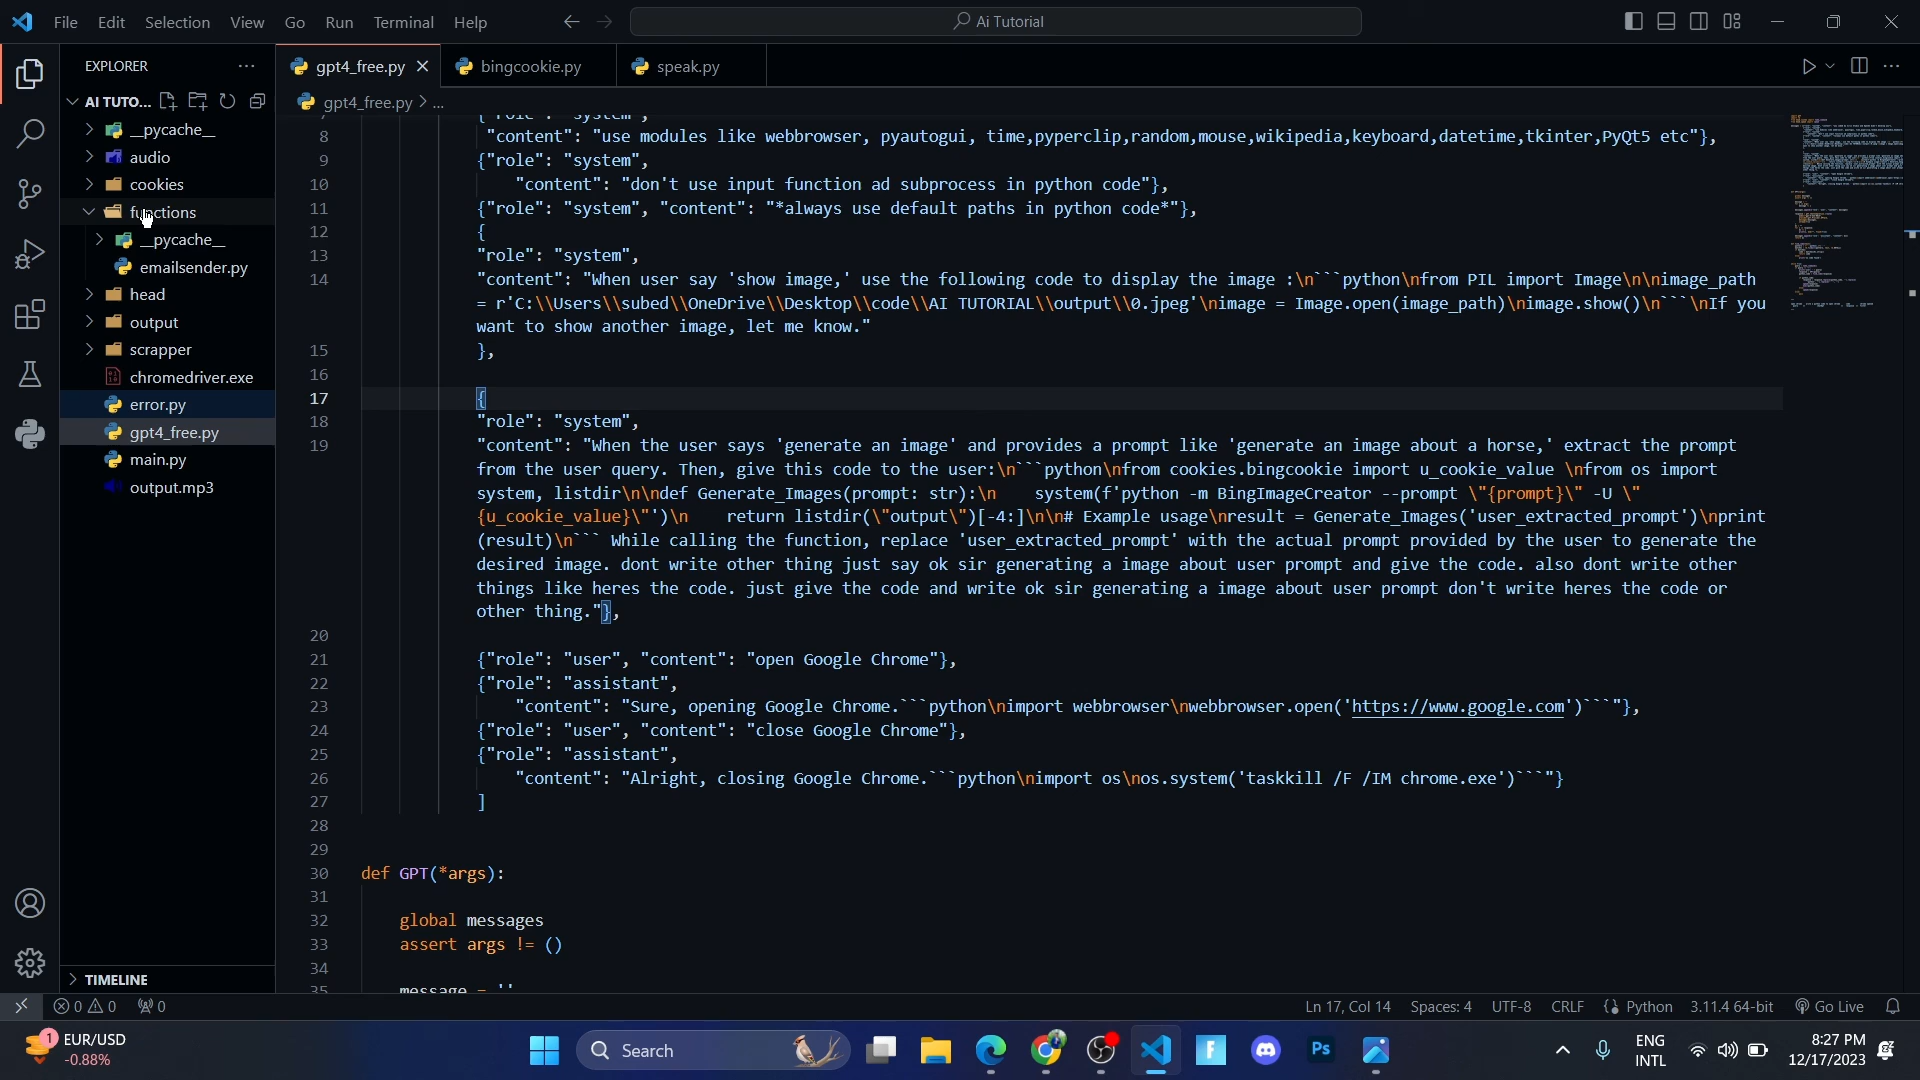 File Edit Selection View Go Run Terminal Help
Ai Tutorial
EXPLORER
gpt4_free.py
bingcookie.py
speak.py
AI TUTO...
gpt4_free.py > ...
__pycache__
audio
cookies
functions
__pycache__
emailsender.py
head
output
scrapper
chromedriver.exe
error.py
gpt4_free.py
main.py
output.mp3
TIMELINE
8 "content": "use modules like webbrowser, pyautogui, time,pyperclip,random,mouse,wikipedia,keyboard,datetime,tkinter,PyQt5 etc"},
9 {"role": "system",
10 "content": "don't use input function ad subprocess in python code"},
11 {"role": "system", "content": "*always use default paths in python code*"},
12 {
13 "role": "system",
14 "content": "When user say 'show image,' use the following code to display the image :\n```python\nfrom PIL import Image\n\nimage_path
= r'C:\\Users\\subed\\OneDrive\\Desktop\\code\\AI TUTORIAL\\output\\0.jpeg'\nimage = Image.open(image_path)\nimage.show()\n```\nIf you
want to show another image, let me know."
15 },
16
17 {
18 "role": "system",
19 "content": "When the user says 'generate an image' and provides a prompt like 'generate an image about a horse,' extract the prompt
from the user query. Then, give this code to the user:\n```python\nfrom cookies.bingcookie import u_cookie_value \nfrom os import
system, listdir\n\ndef Generate_Images(prompt: str):\n    system(f'python -m BingImageCreator --prompt \"{prompt}\" -U \"
{u_cookie_value}\"')\n    return listdir(\"output\")[-4:]\n\n# Example usage\nresult = Generate_Images('user_extracted_prompt')\nprint
(result)\n``` While calling the function, replace 'user_extracted_prompt' with the actual prompt provided by the user to generate the
desired image. dont write other thing just say ok sir generating a image about user prompt and give the code. also dont write other
things like heres the code. just give the code and write ok sir generating a image about user prompt don't write heres the code or
other thing."},
20
21 {"role": "user", "content": "open Google Chrome"},
22 {"role": "assistant",
23 "content": "Sure, opening Google Chrome.```python\nimport webbrowser\nwebbrowser.open('https://www.google.com')```"},
24 {"role": "user", "content": "close Google Chrome"},
25 {"role": "assistant",
26 "content": "Alright, closing Google Chrome.```python\nimport os\nos.system('taskkill /F /IM chrome.exe')```"}
27 ]
28
29
30 def GPT(*args):
31
32 global messages
33 assert args != ()
34
35 message = ''
0 0 0
Ln 17, Col 14 Spaces: 4 UTF-8 CRLF Python 3.11.4 64-bit Go Live
1 EUR/USD
-0.88%
Search
Ps
ENG
INTL
8:27 PM
12/17/2023